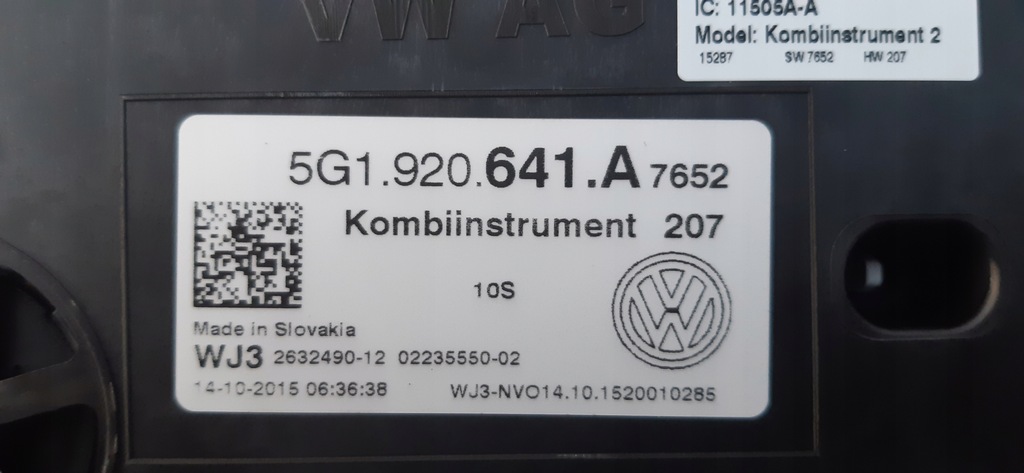 VW AG
IC: 11505A-A
Model: Kombiinstrument 2
15287 SW 7652 HW 207
5G1.920.641.A 7652
Kombiinstrument 207
10S
Made in Slovakia
WJ3 2632490-12 02235550-02
14-10-2015 06:36:38 WJ3-NVO14.10.1520010285